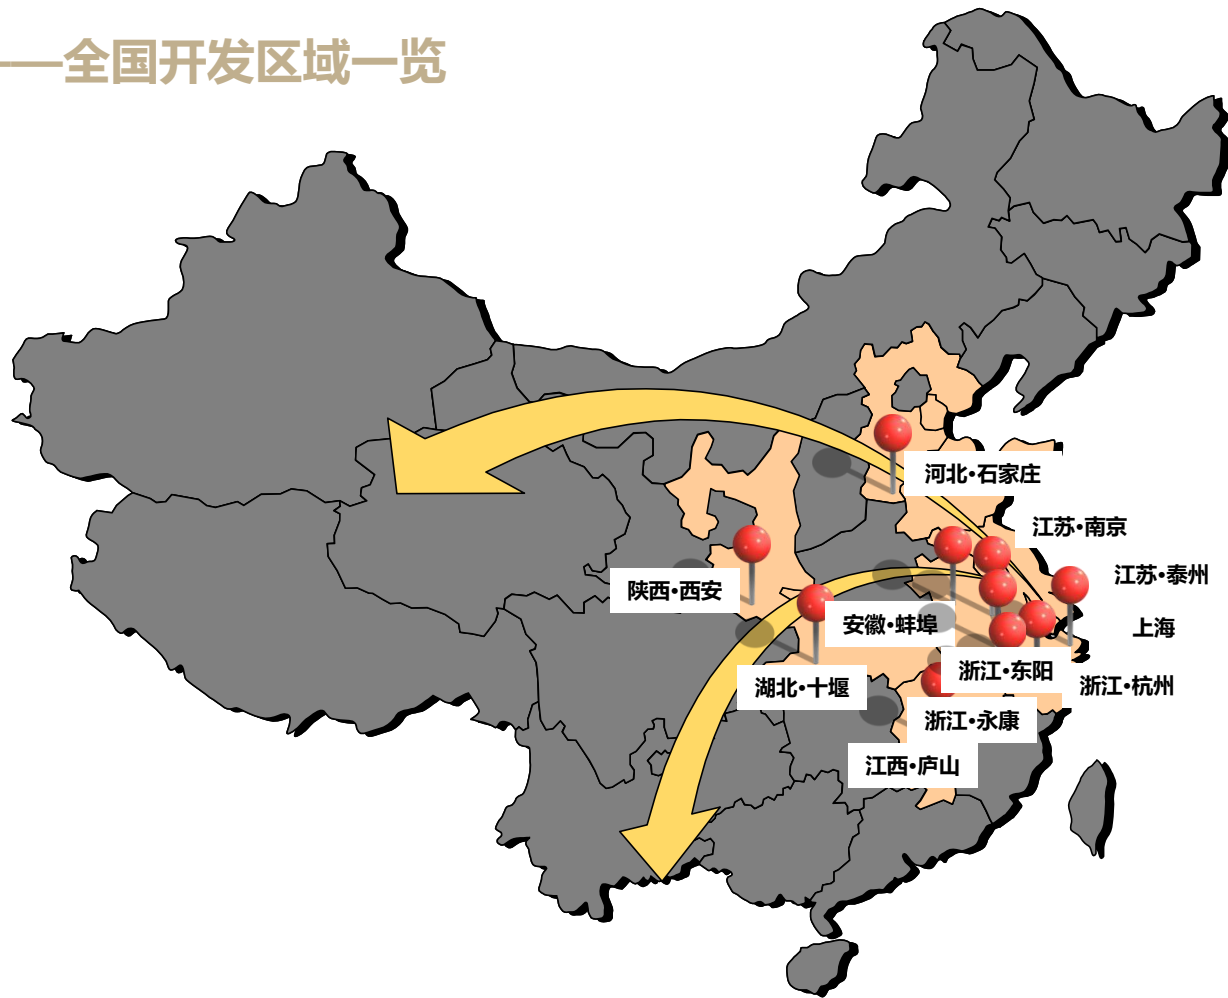 ——全国开发区域一览
河北·石家庄
江苏·南京
江苏·泰州
陕西·西安
安徽·蚌埠
上海
浙江·东阳
湖北·十堰
浙江·杭州
浙江·永康
江西·庐山